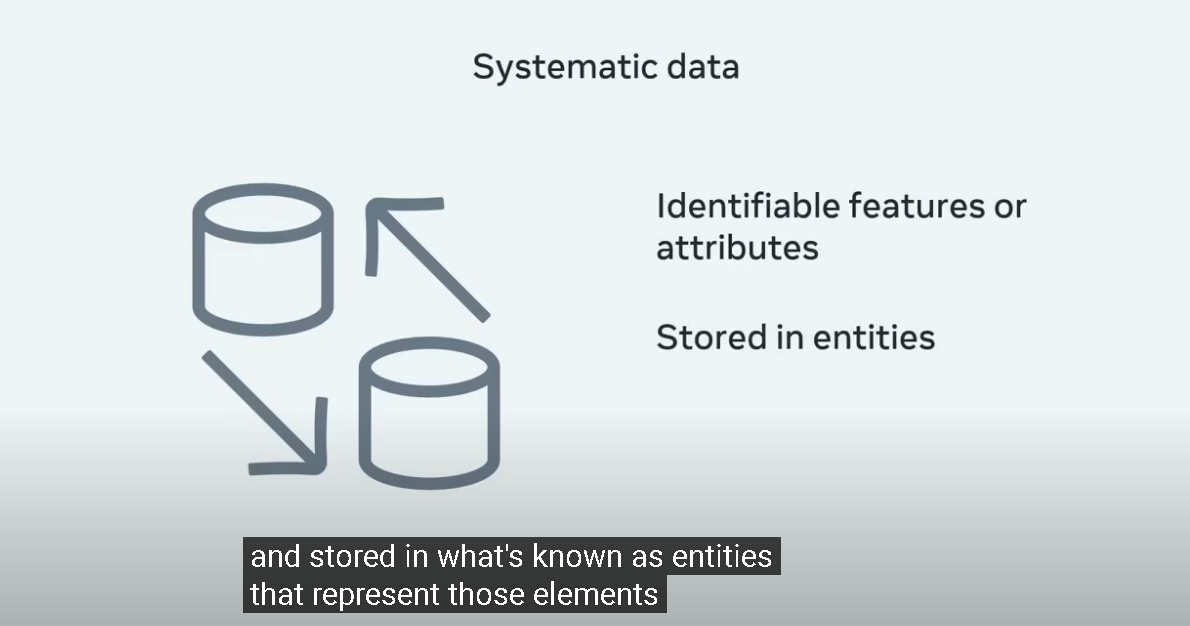 Systematic data
Identifiable features or
attributes
Stored in entities
and stored in what's known as entities
that represent those elements